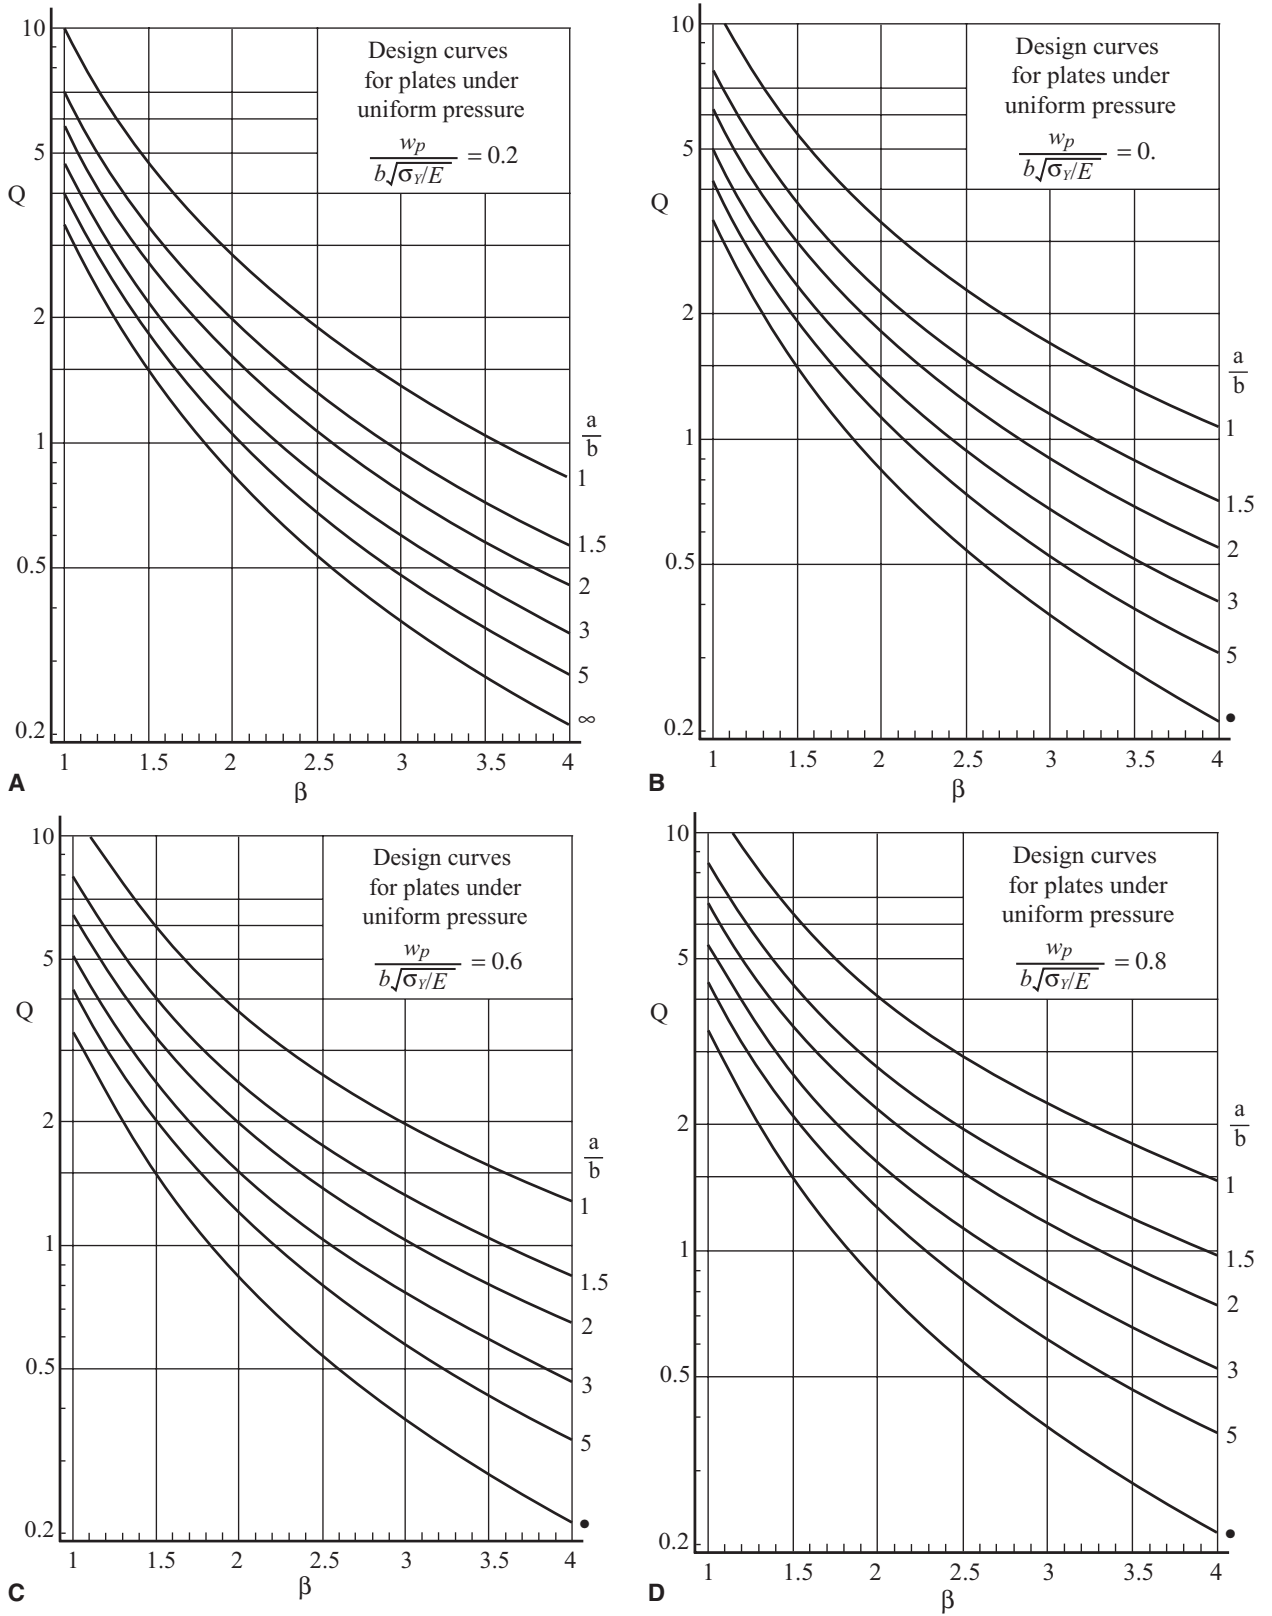 10
5
Q
2
1
0.5
0.2
Design curves
for plates under
uniform pressure
wp / b√σY/E = 0.2
a/b
1
1.5
2
3
5
∞
1 1.5 2 2.5 3 3.5 4
A
β
10
5
Q
2
1
0.5
0.2
Design curves
for plates under
uniform pressure
wp / b√σY/E = 0.
a/b
1
1.5
2
3
5
•
1 1.5 2 2.5 3 3.5 4
B
β
10
5
Q
2
1
0.5
0.2
Design curves
for plates under
uniform pressure
wp / b√σY/E = 0.6
a/b
1
1.5
2
3
5
•
1 1.5 2 2.5 3 3.5 4
C
β
10
5
Q
2
1
0.5
0.2
Design curves
for plates under
uniform pressure
wp / b√σY/E = 0.8
a/b
1
1.5
2
3
5
•
1 1.5 2 2.5 3 3.5 4
D
β